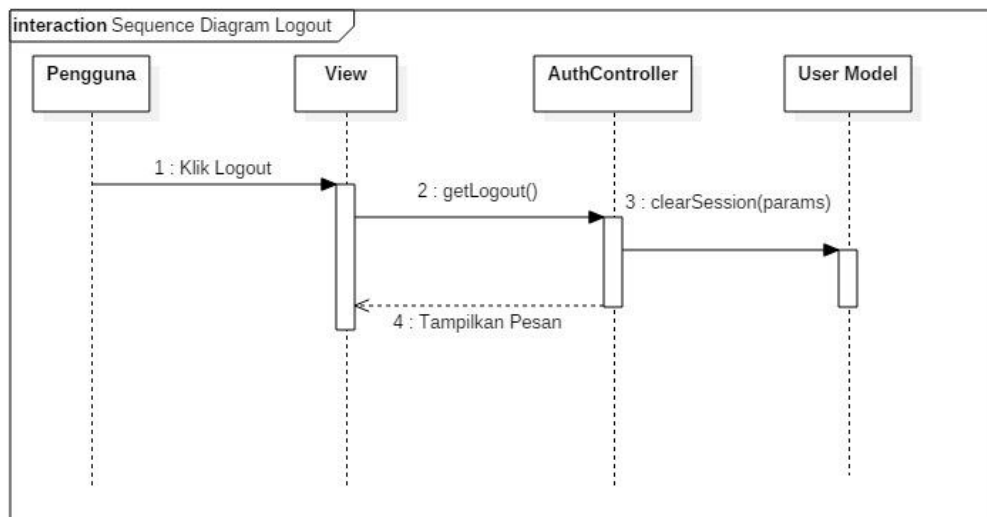 interaction Sequence Diagram Logout
Pengguna
View
AuthController
User Model
1 : Klik Logout
2 : getLogout()
3 : clearSession(params)
4 : Tampilkan Pesan